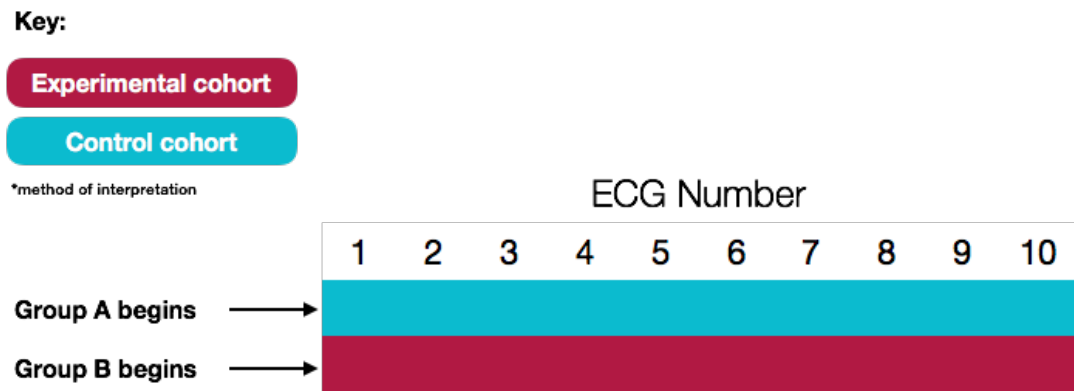 Key:
Experimental cohort
Control cohort
*method of interpretation
ECG Number
1 2 3 4 5 6 7 8 9 10
Group A begins
Group B begins